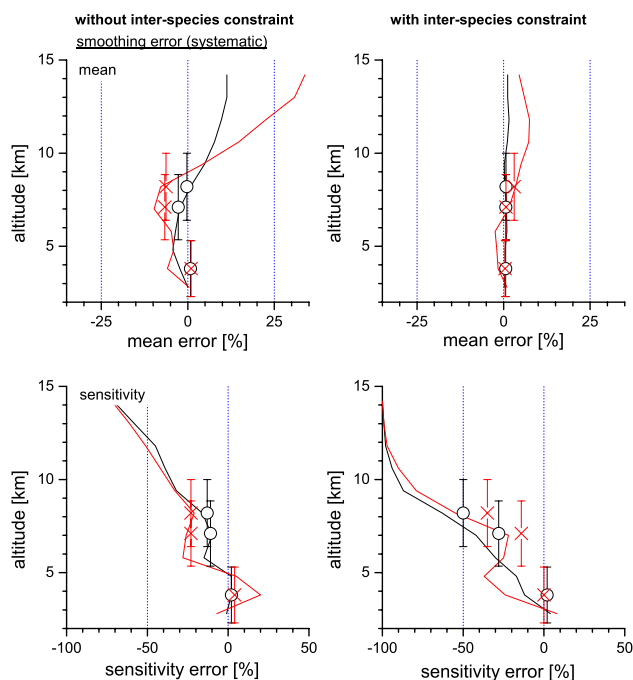 without inter-species constraint
with inter-species constraint
smoothing error (systematic)
mean
15
10
5
altitude [km]
-25
0
25
mean error [%]
15
10
5
altitude [km]
-25
0
25
mean error [%]
sensitivity
15
10
5
altitude [km]
-100
-50
0
50
sensitivity error [%]
15
10
5
altitude [km]
-100
-50
0
50
sensitivity error [%]